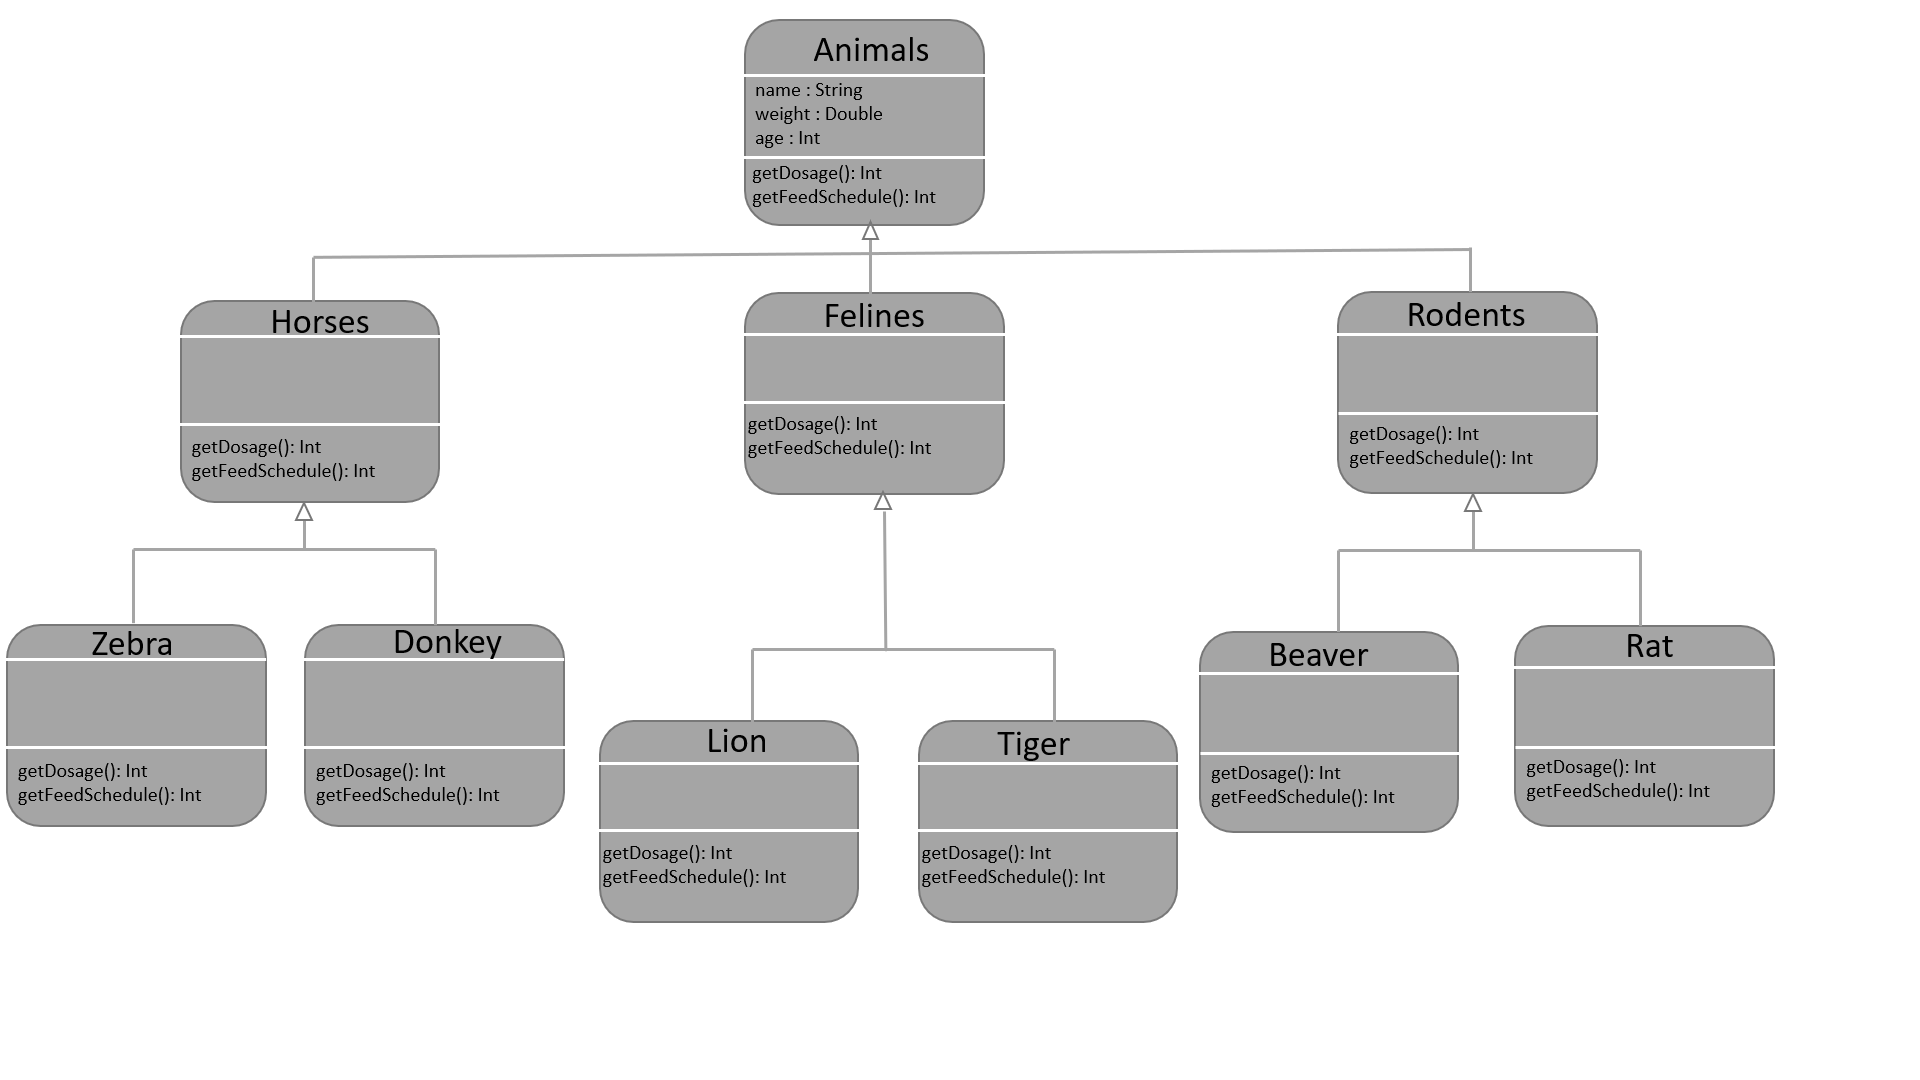 Animals
name : String
weight : Double
age : Int
getDosage(): Int
getFeedSchedule(): Int
Horses
getDosage(): Int
getFeedSchedule(): Int
Felines
getDosage(): Int
getFeedSchedule(): Int
Rodents
getDosage(): Int
getFeedSchedule(): Int
Zebra
getDosage(): Int
getFeedSchedule(): Int
Donkey
getDosage(): Int
getFeedSchedule(): Int
Lion
getDosage(): Int
getFeedSchedule(): Int
Tiger
getDosage(): Int
getFeedSchedule(): Int
Beaver
getDosage(): Int
getFeedSchedule(): Int
Rat
getDosage(): Int
getFeedSchedule(): Int